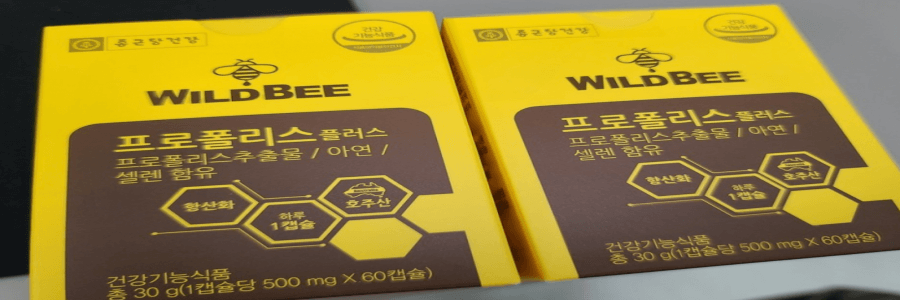 종근당건강
건강
기능식품
WILDBEE
프로폴리스 플러스
프로폴리스추출물 / 아연 /
셀렌 함유
항산화
하루
1캡슐
호주산
건강기능식품
총 30 g(1캡슐당 500 mg X 60캡슐)
종근당건강
건강
기능식품
WILDBEE
프로폴리스 플러스
프로폴리스추출물 / 아연 /
셀렌 함유
항산화
하루
1캡슐
호주산
건강기능식품
총 30 g(1캡슐당 500 mg X 60캡슐)